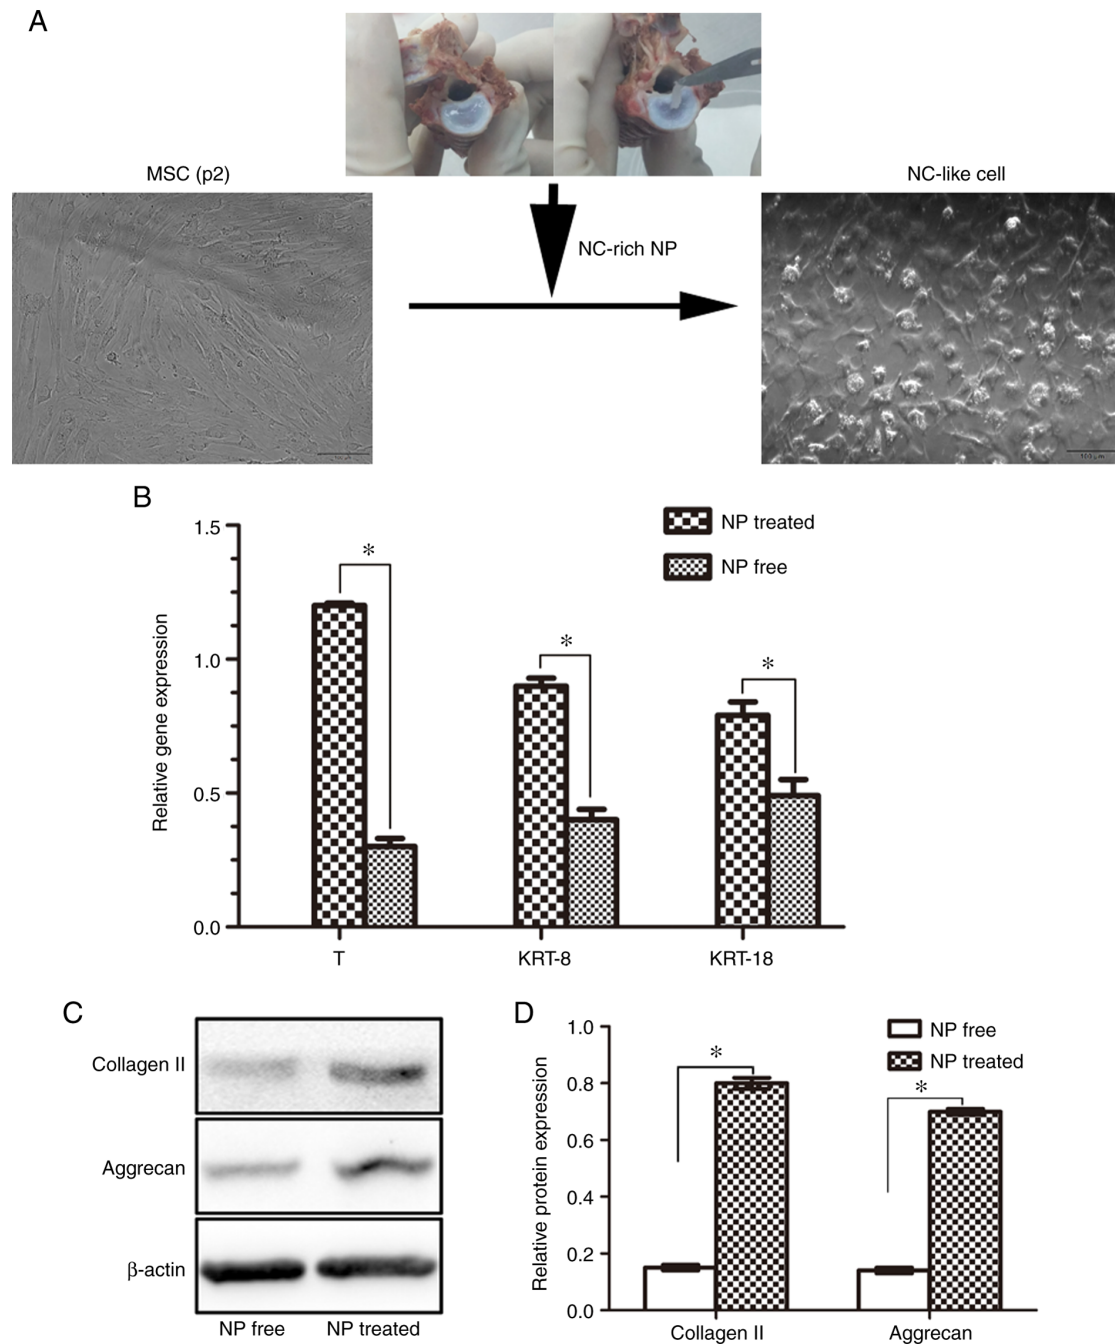 A
MSC (p2)
NC-like cell
NC-rich NP
100 μm
B
NP treated
NP free
Relative gene expression
1.5
1.0
0.5
0.0
*
*
*
T
KRT-8
KRT-18
C
Collagen II
Aggrecan
β-actin
NP free
NP treated
D
NP free
NP treated
Relative protein expression
1.0
0.8
0.6
0.4
0.2
0.0
*
*
Collagen II
Aggrecan